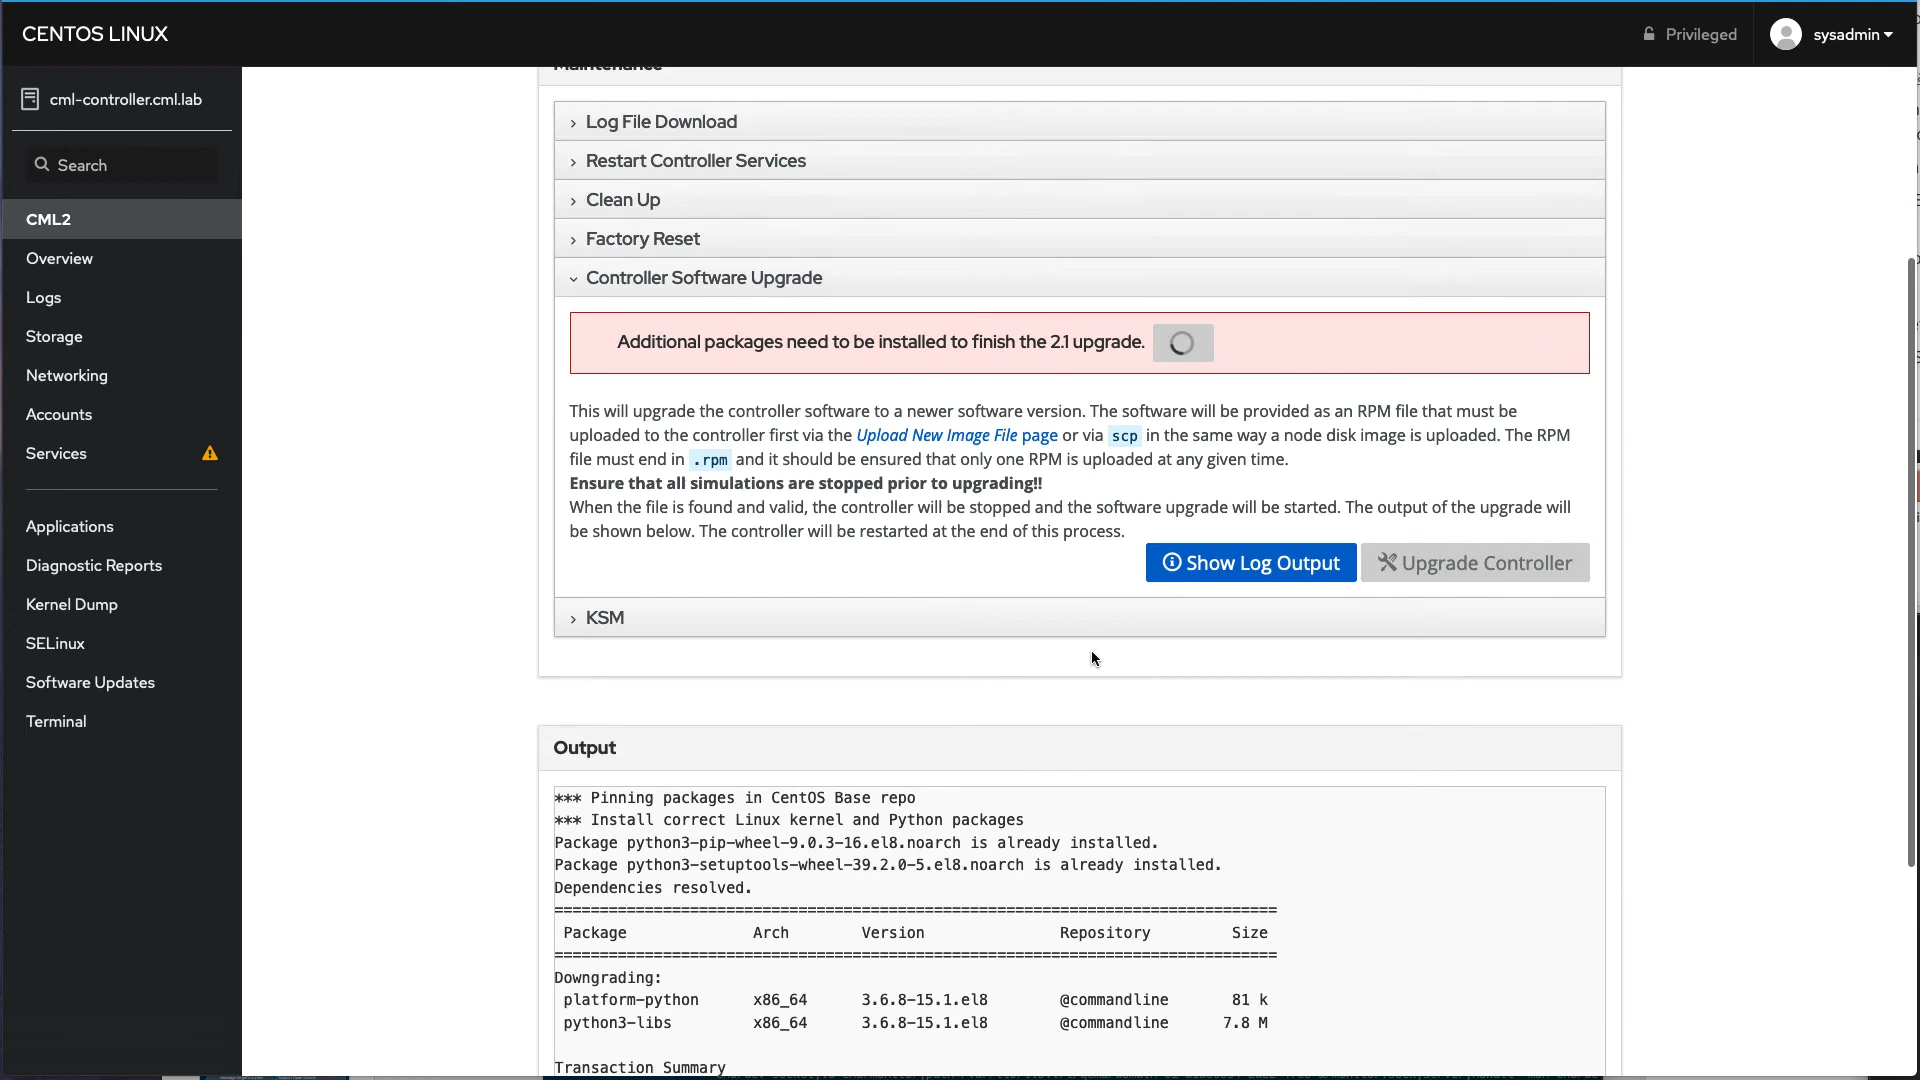 CENTOS LINUX
Privileged
sysadmin
cml-controller.cml.lab
Search
CML2
Overview
Logs
Storage
Networking
Accounts
Services
Applications
Diagnostic Reports
Kernel Dump
SELinux
Software Updates
Terminal
Maintenance
Log File Download
Restart Controller Services
Clean Up
Factory Reset
Controller Software Upgrade
Additional packages need to be installed to finish the 2.1 upgrade.
This will upgrade the controller software to a newer software version. The software will be provided as an RPM file that must be
uploaded to the controller first via the Upload New Image File page or via scp in the same way a node disk image is uploaded. The RPM
file must end in .rpm and it should be ensured that only one RPM is uploaded at any given time.
Ensure that all simulations are stopped prior to upgrading!!
When the file is found and valid, the controller will be stopped and the software upgrade will be started. The output of the upgrade will
be shown below. The controller will be restarted at the end of this process.
Show Log Output
Upgrade Controller
KSM
Output
*** Pinning packages in CentOS Base repo
*** Install correct Linux kernel and Python packages
Package python3-pip-wheel-9.0.3-16.el8.noarch is already installed.
Package python3-setuptools-wheel-39.2.0-5.el8.noarch is already installed.
Dependencies resolved.
================================================================================
Package Arch Version Repository Size
================================================================================
Downgrading:
platform-python x86_64 3.6.8-15.1.el8 @commandline 81 k
python3-libs x86_64 3.6.8-15.1.el8 @commandline 7.8 M
Transaction Summary